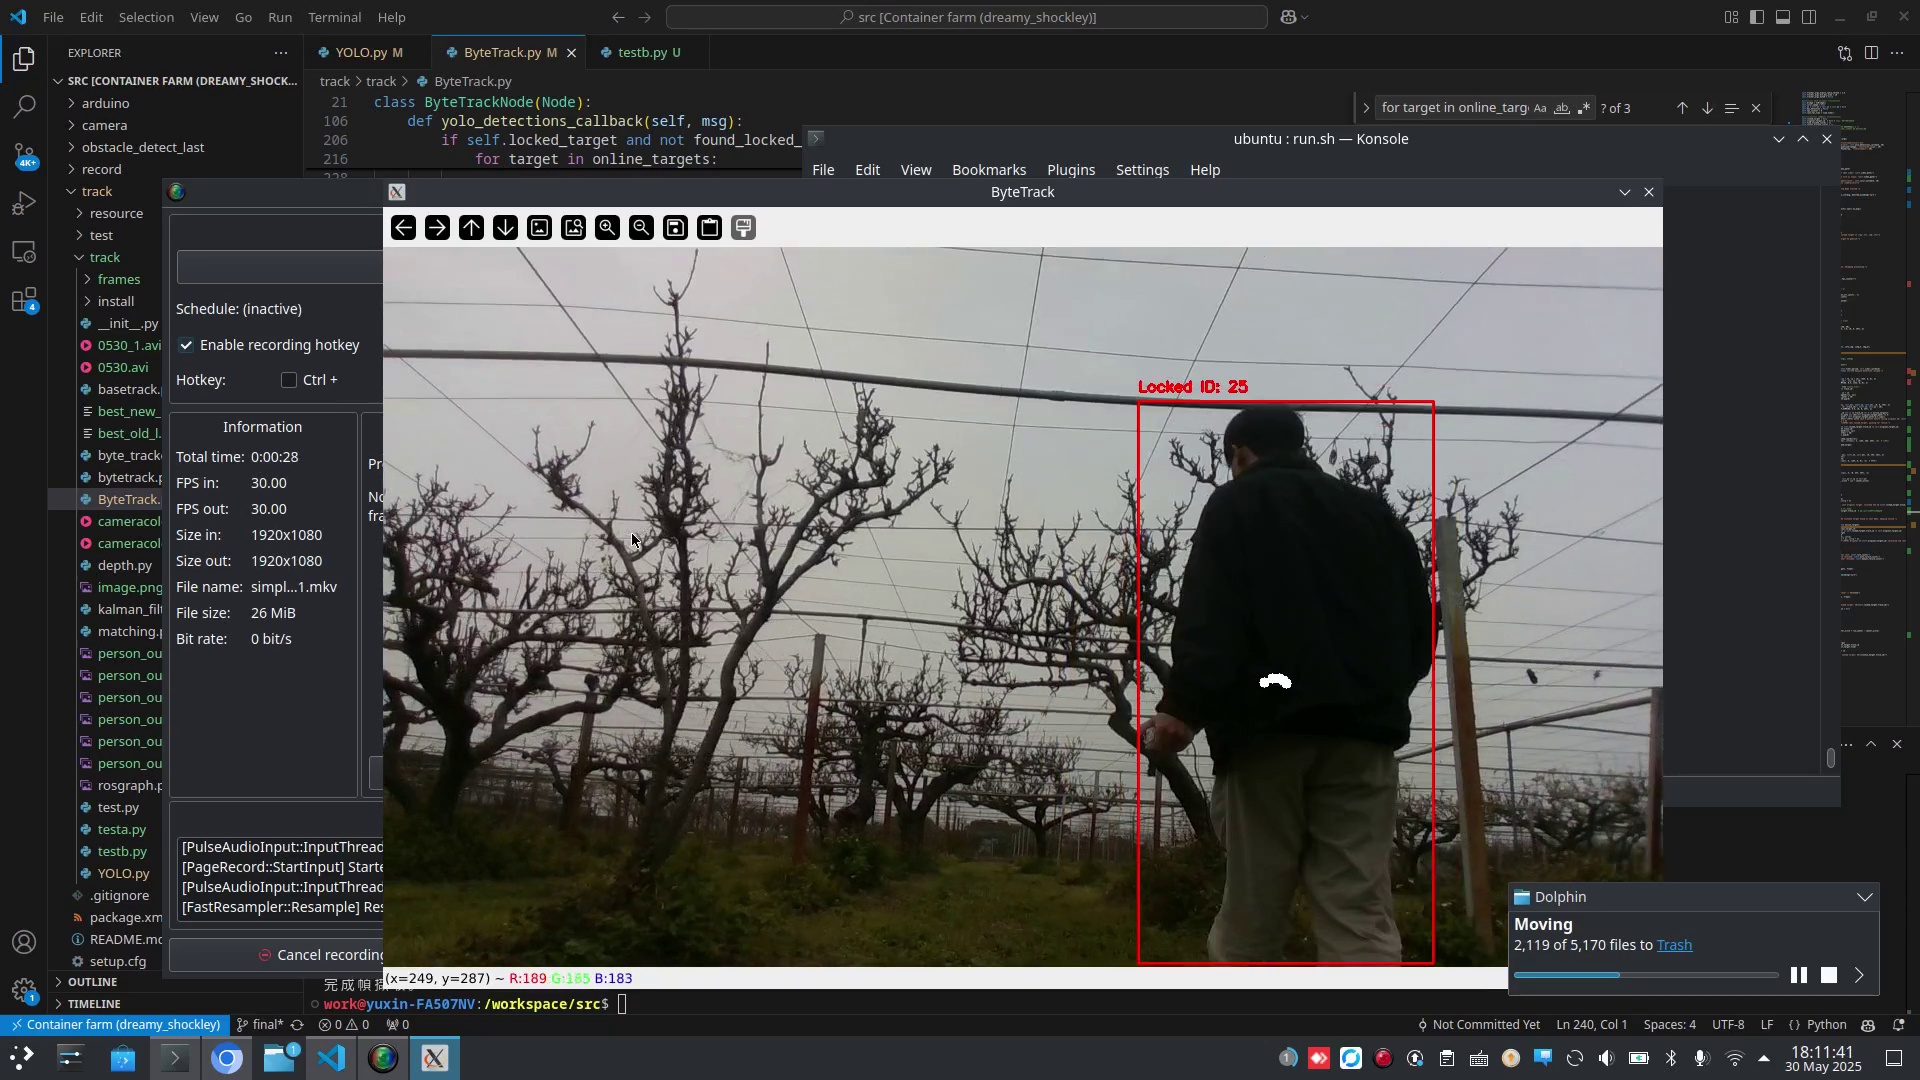 File Edit Selection View Go Run Terminal Help
src [Container farm (dreamy_shockley)]
EXPLORER
SRC [CONTAINER FARM (DREAMY_SHOCK...
arduino
camera
obstacle_detect_last
record
track
resource
test
track
frames
install
__init__.py
0530_1.avi
0530.avi
basetrack.
best_new_
best_old_l.
byte_track
bytetrack.p
ByteTrack.
cameracol
cameracol
depth.py
image.png
kalman_filt
matching.p
person_ou
person_ou
person_ou
person_ou
person_ou
person_ou
rosgraph.p
test.py
testa.py
testb.py
YOLO.py
.gitignore
package.xm
README.md
setup.cfg
OUTLINE
TIMELINE
4K+
4
1
YOLO.py M
ByteTrack.py M
testb.py U
track > track > ByteTrack.py
21 class ByteTrackNode(Node):
106 def yolo_detections_callback(self, msg):
206 if self.locked_target and not found_locked_
216 for target in online_targets:
for target in online_targ
Aa ab
? of 3
ubuntu : run.sh — Konsole
File Edit View Bookmarks Plugins Settings Help
ByteTrack
Locked ID: 25
(x=249, y=287) ~ R:189 G:185 B:183
Schedule: (inactive)
Enable recording hotkey
Hotkey: Ctrl +
Information
Total time: 0:00:28
FPS in: 30.00
FPS out: 30.00
Size in: 1920x1080
Size out: 1920x1080
File name: simpl...1.mkv
File size: 26 MiB
Bit rate: 0 bit/s
Pr
No
fra
[PulseAudioInput::InputThread
[PageRecord::StartInput] Starte
[PulseAudioInput::InputThread
[FastResampler::Resample] Res
Cancel recording
work@yuxin-FA507NV:/workspace/src$
Dolphin
Moving
2,119 of 5,170 files to Trash
Container farm (dreamy_shockley)
final*
0 0
0
Not Committed Yet
Ln 240, Col 1
Spaces: 4
UTF-8
LF
{} Python
1
1
18:11:41
30 May 2025